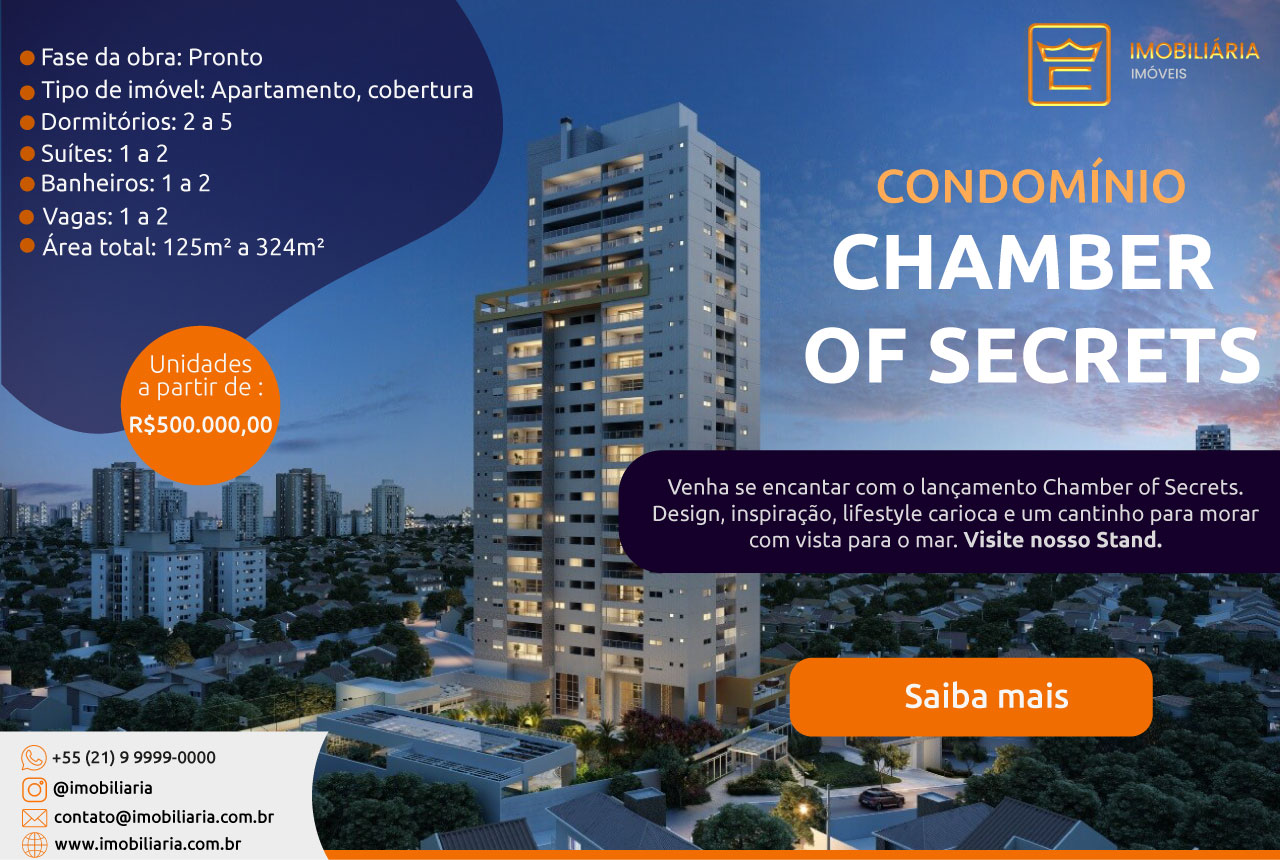 Fase da obra: Pronto
Tipo de imóvel: Apartamento, cobertura
Dormitórios: 2 a 5
Suítes: 1 a 2
Banheiros: 1 a 2
Vagas: 1 a 2
Área total: 125m² a 324m²
Unidades
a partir de :
R$500.000,00
IMOBILIÁRIA
IMÓVEIS
CONDOMÍNIO
CHAMBER
OF SECRETS
Venha se encantar com o lançamento Chamber of Secrets.
Design, inspiração, lifestyle carioca e um cantinho para morar
com vista para o mar. Visite nosso Stand.
Saiba mais
+55 (21) 9 9999-0000
@imobiliaria
contato@imobiliaria.com.br
www.imobiliaria.com.br